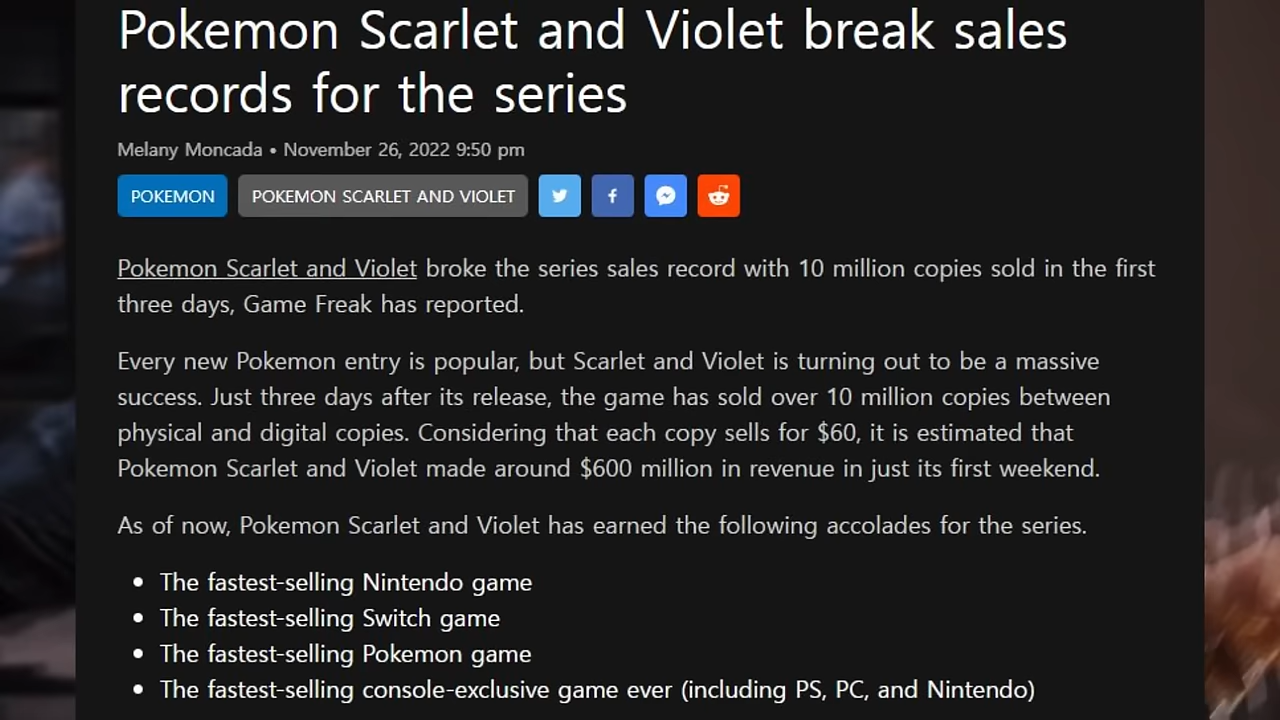 Pokemon Scarlet and Violet break sales
records for the series
Melany Moncada • November 26, 2022 9:50 pm
POKEMON POKEMON SCARLET AND VIOLET
Pokemon Scarlet and Violet broke the series sales record with 10 million copies sold in the first
three days, Game Freak has reported.
Every new Pokemon entry is popular, but Scarlet and Violet is turning out to be a massive
success. Just three days after its release, the game has sold over 10 million copies between
physical and digital copies. Considering that each copy sells for $60, it is estimated that
Pokemon Scarlet and Violet made around $600 million in revenue in just its first weekend.
As of now, Pokemon Scarlet and Violet has earned the following accolades for the series.
• The fastest-selling Nintendo game
• The fastest-selling Switch game
• The fastest-selling Pokemon game
• The fastest-selling console-exclusive game ever (including PS, PC, and Nintendo)